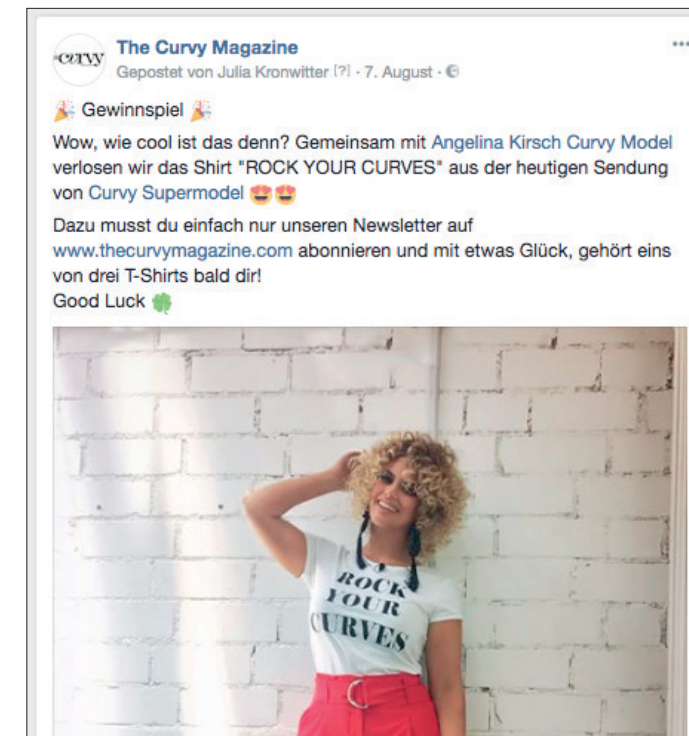 CURVY
The Curvy Magazine
Gepostet von Julia Kronwitter [?] · 7. August ·
🎉 Gewinnspiel 🎉
Wow, wie cool ist das denn? Gemeinsam mit Angelina Kirsch Curvy Model
verlosen wir das Shirt "ROCK YOUR CURVES" aus der heutigen Sendung
von Curvy Supermodel 😍😍
Dazu musst du einfach nur unseren Newsletter auf
www.thecurvymagazine.com abonnieren und mit etwas Glück, gehört eins
von drei T-Shirts bald dir!
Good Luck 🍀
ROCK
YOUR
CURVES